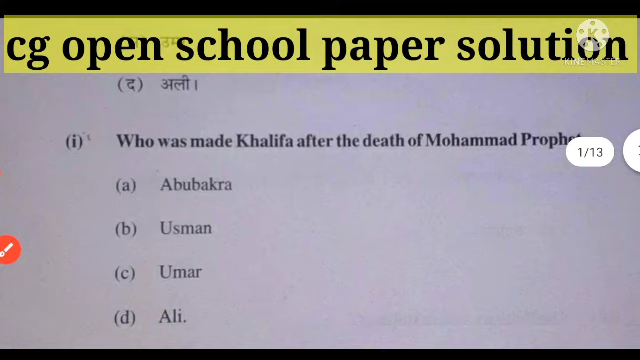 cg open school paper solution
KINEMASTER
(द) अली।
(i) Who was made Khalifa after the death of Mohammad Prophet
1/13
(a) Abubakra
(b) Usman
(c) Umar
(d) Ali.